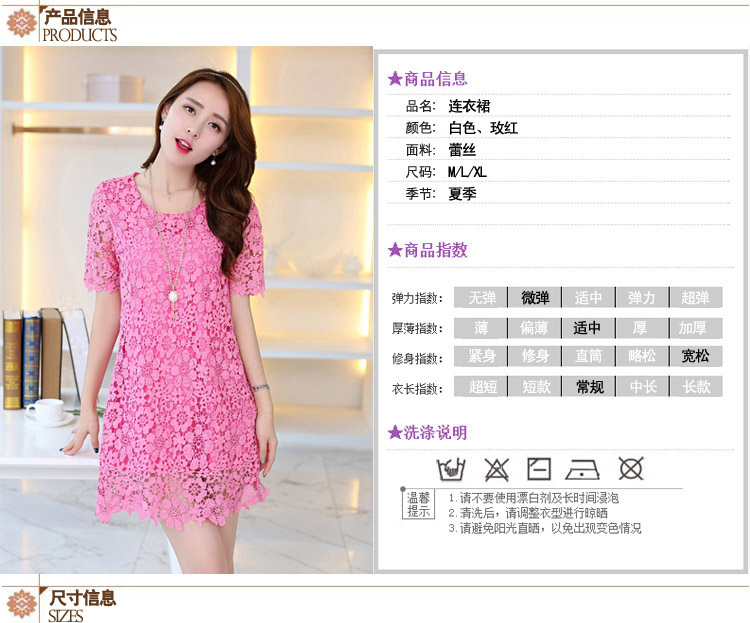 产品信息
PRODUCTS
★商品信息
品名: 连衣裙
颜色: 白色、玫红
面料: 蕾丝
尺码: M/L/XL
季节: 夏季
★商品指数
弹力指数: 无弹 微弹 适中 弹力 超弹
厚薄指数: 薄 偏薄 适中 厚 加厚
修身指数: 紧身 修身 直筒 略松 宽松
衣长指数: 超短 短款 常规 中长 长款
★洗涤说明
温馨提示
1.请不要使用漂白剂及长时间浸泡
2.清洗后，请调整衣型进行晾晒
3.请避免阳光直晒，以免出现变色情况
尺寸信息
SIZES